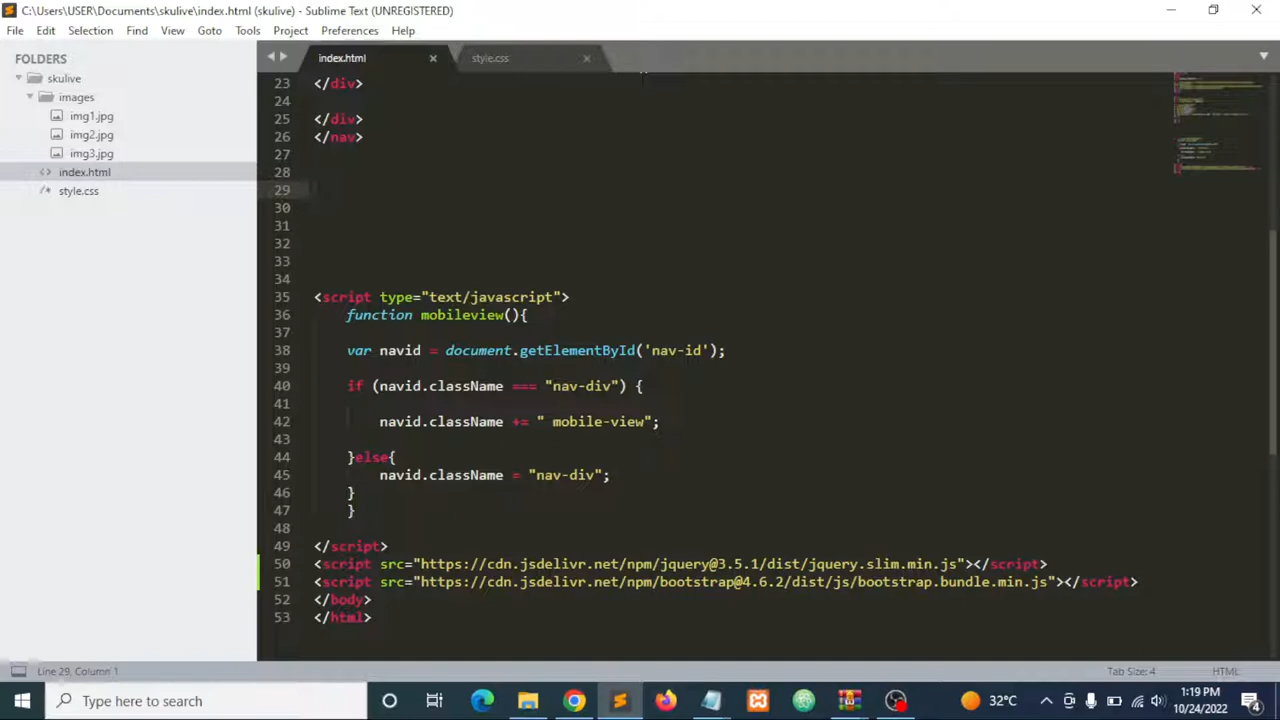 C:\Users\USER\Documents\skulive\index.html (skulive) - Sublime Text (UNREGISTERED)
File Edit Selection Find View Goto Tools Project Preferences Help
FOLDERS
skulive
images
img1.jpg
img2.jpg
img3.jpg
index.html
style.css
index.html style.css
23 </div>
24
25 </div>
26 </nav>
27
28
29
30
31
32
33
34
35 <script type="text/javascript">
36 function mobileview(){
37
38 var navid = document.getElementById('nav-id');
39
40 if (navid.className === "nav-div") {
41
42 navid.className += " mobile-view";
43
44 }else{
45 navid.className = "nav-div";
46 }
47 }
48
49 </script>
50 <script src="https://cdn.jsdelivr.net/npm/jquery@3.5.1/dist/jquery.slim.min.js"></script>
51 <script src="https://cdn.jsdelivr.net/npm/bootstrap@4.6.2/dist/js/bootstrap.bundle.min.js"></script>
52 </body>
53 </html>
Line 29, Column 1 Tab Size: 4 HTML
Type here to search 32°C 1:19 PM
10/24/2022 4